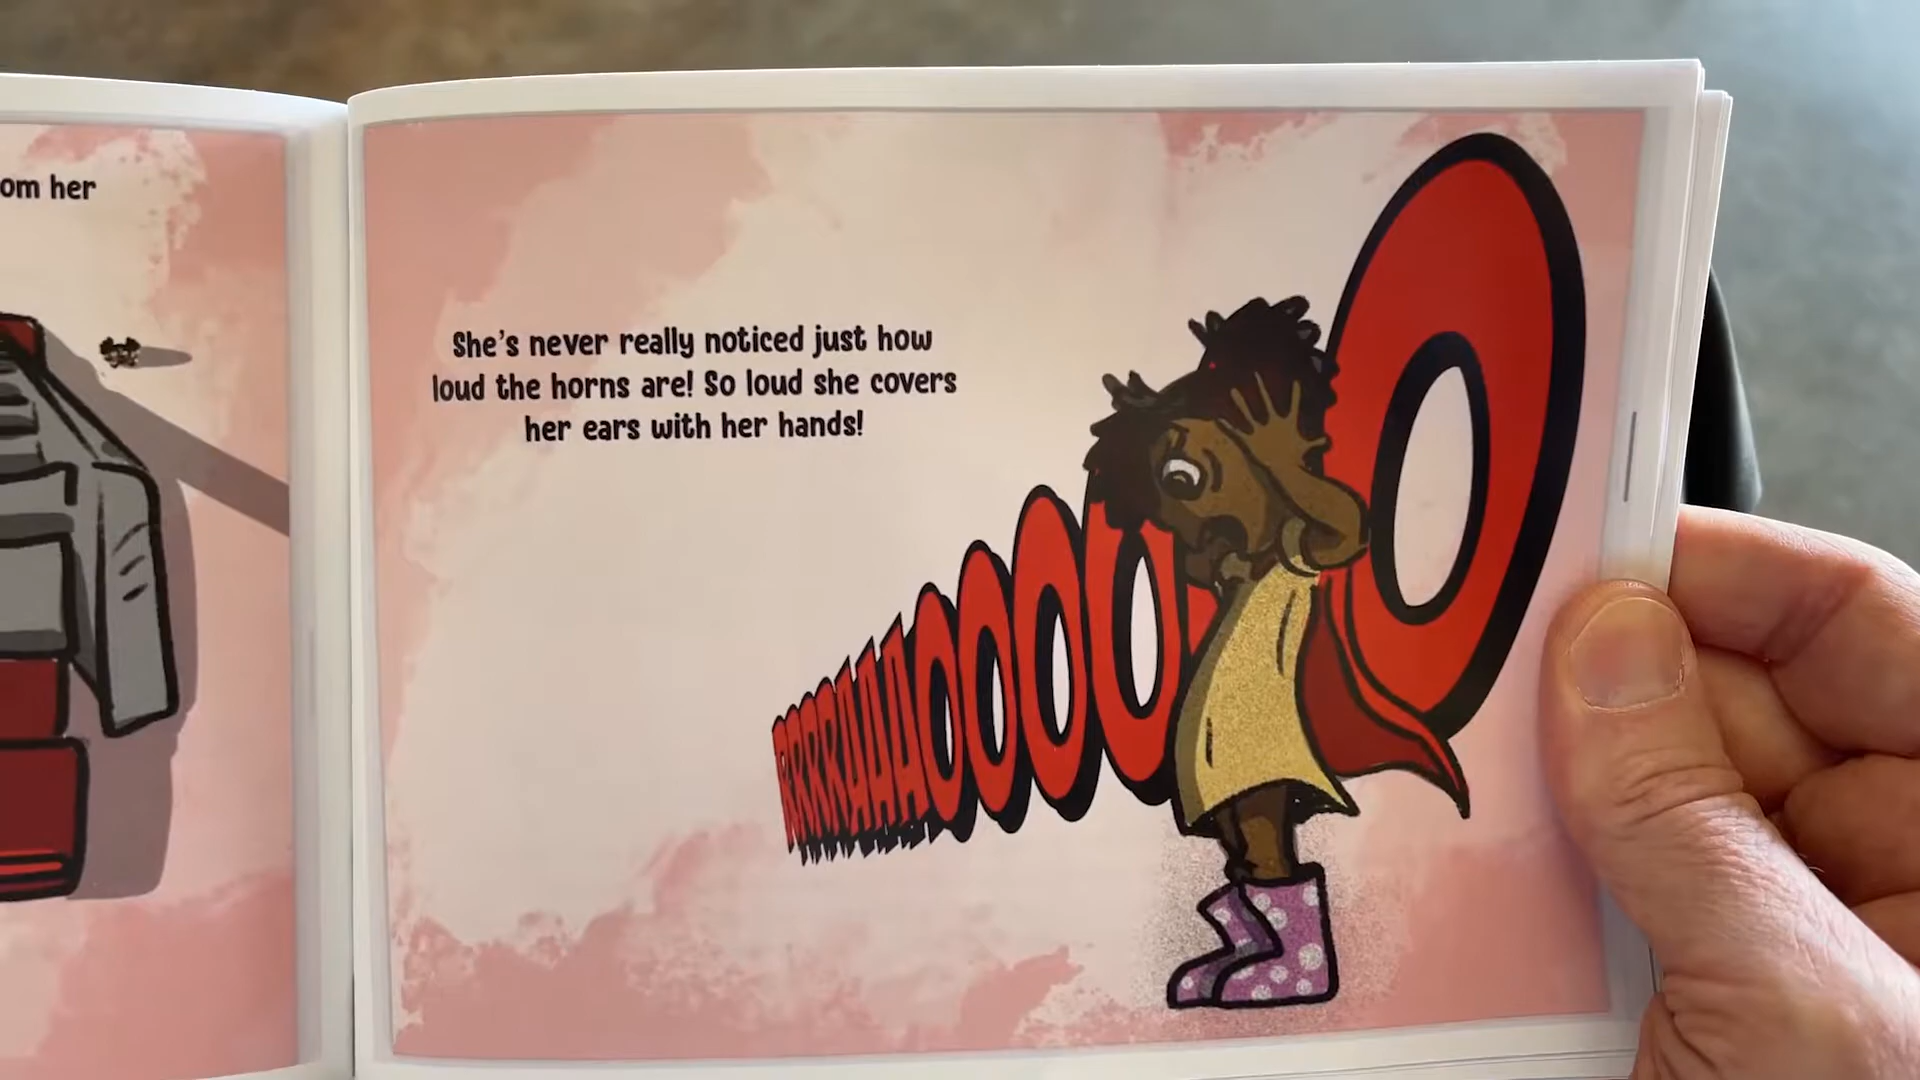 om her
She's never really noticed just how
loud the horns are! So loud she covers
her ears with her hands!
RRRRAAAOOOOO